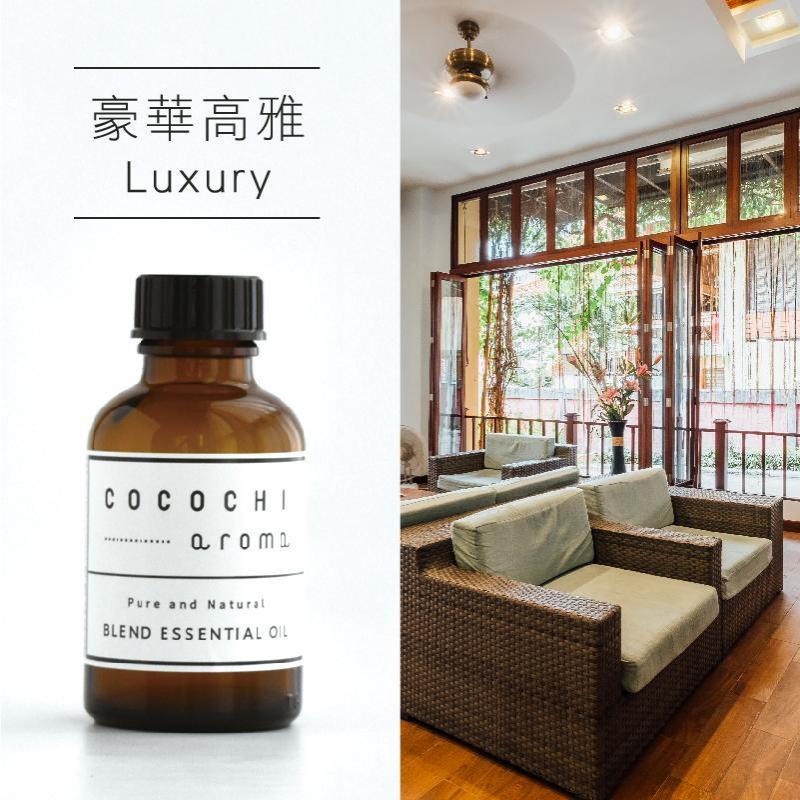 豪華高雅
Luxury
COCOCHI
aroma
Pure and Natural
BLEND ESSENTIAL OIL